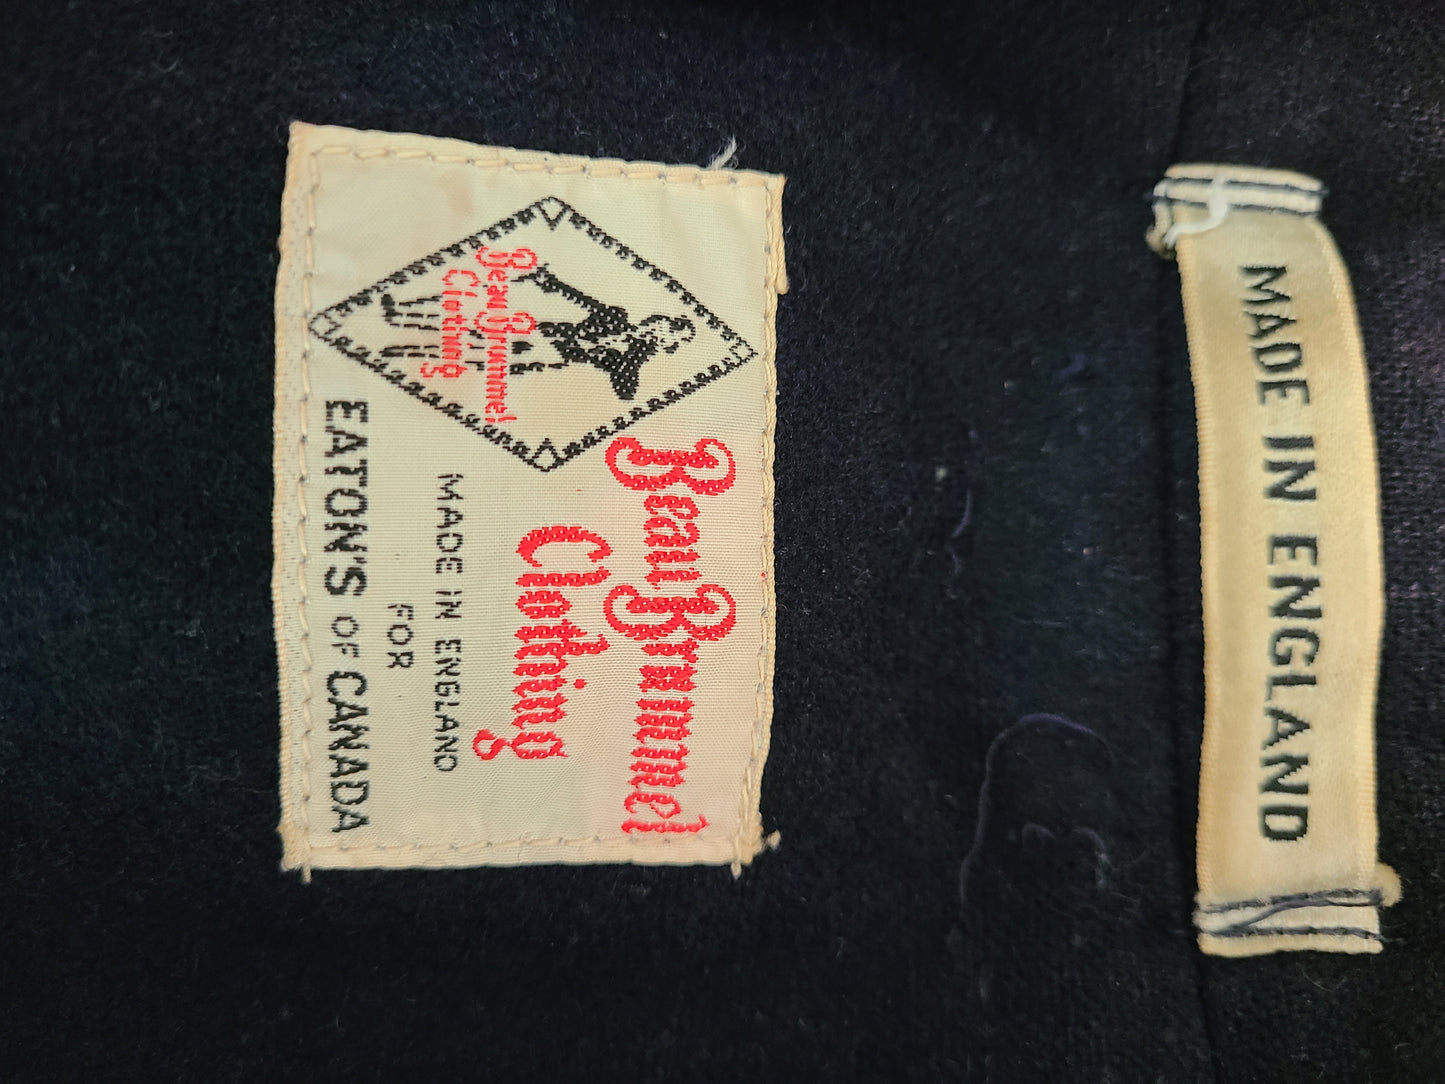 MADE IN ENGLAND
Beau Brummel
Clothing
Beau Brummel
Clothing
MADE IN ENGLAND
FOR
EATON'S OF CANADA